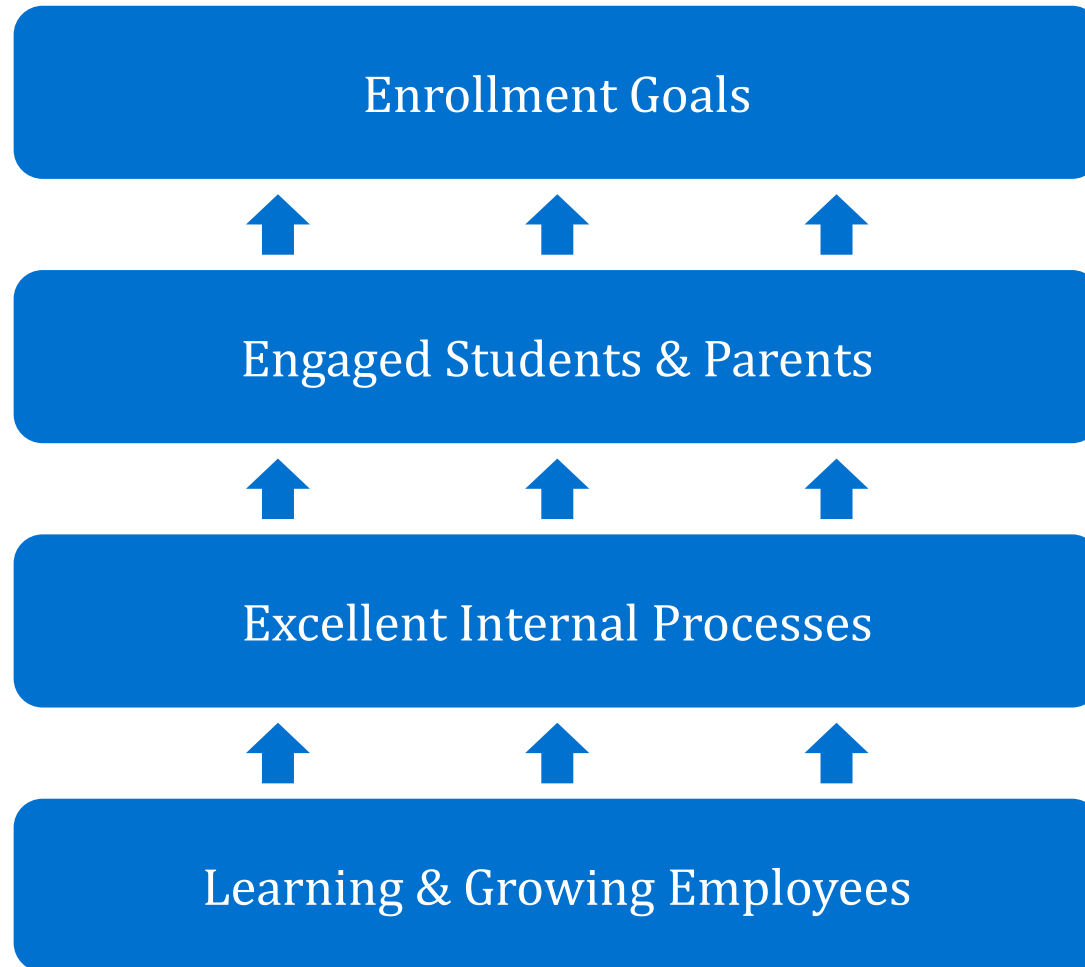 Enrollment Goals
Engaged Students & Parents
Excellent Internal Processes
Learning & Growing Employees